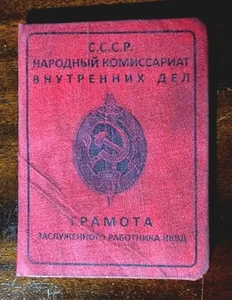 С.С.С.Р.
НАРОДНЫЙ КОМИССАРИАТ
ВНУТРЕННИХ ДЕЛ
ГРАМОТА
ЗАСЛУЖЕННОГО РАБОТНИКА НКВД